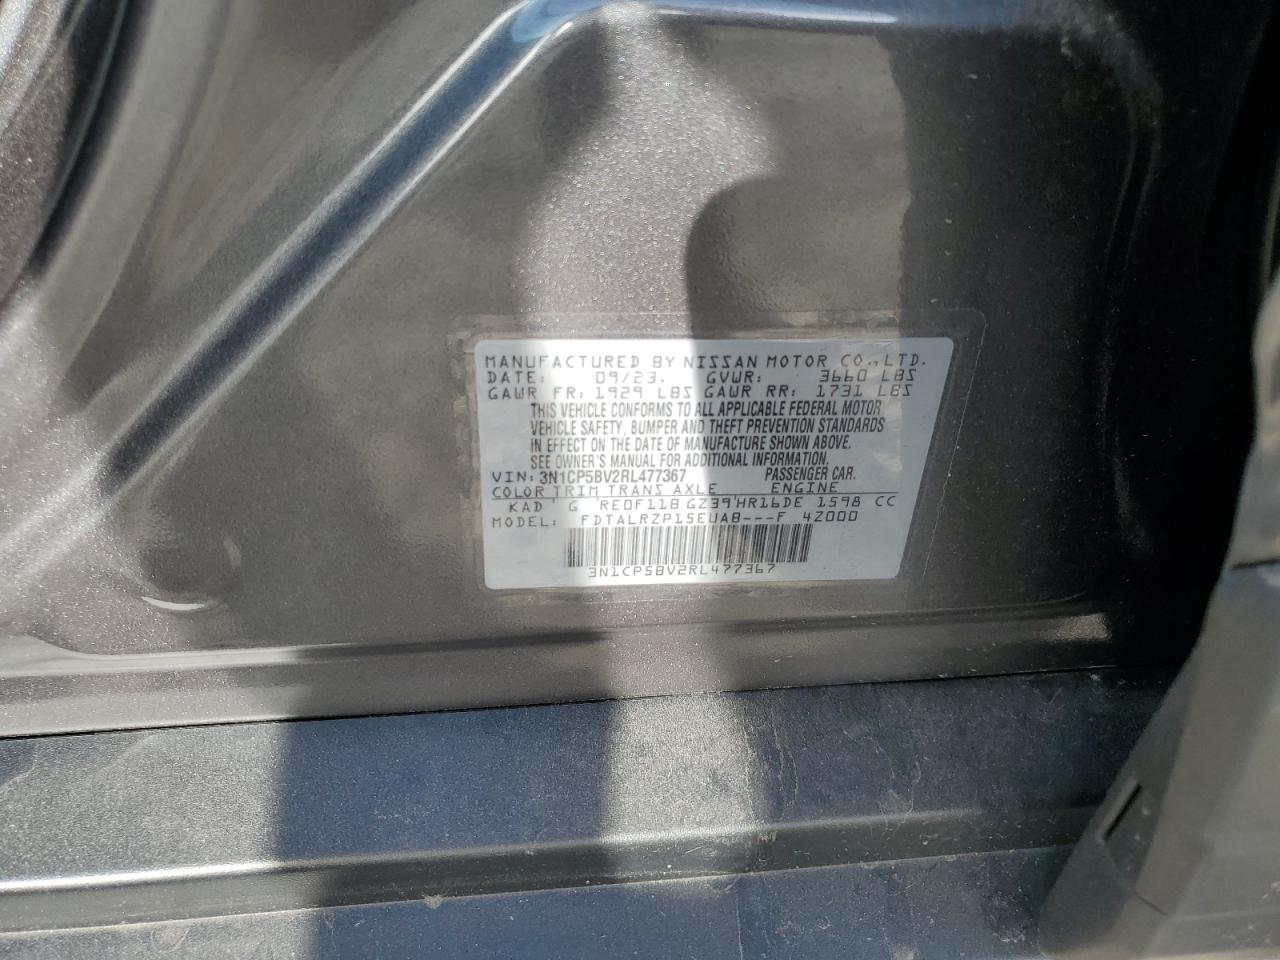 MANUFACTURED BY NISSAN MOTOR CO.,LTD.
DATE: 09/23. GVWR: 3660 LBS
GAWR FR: 1929 LBS GAWR RR: 1731 LBS
THIS VEHICLE CONFORMS TO ALL APPLICABLE FEDERAL MOTOR
VEHICLE SAFETY, BUMPER AND THEFT PREVENTION STANDARDS
IN EFFECT ON THE DATE OF MANUFACTURE SHOWN ABOVE.
SEE OWNER'S MANUAL FOR ADDITIONAL INFORMATION.
VIN: 3N1CP5BV2RL477367 PASSENGER CAR.
COLOR TRIM TRANS AXLE ENGINE
KAD G RE0F11B GZ39 HR16DE 1598 CC
MODEL: FDTALRZP15EUAB---F 4Z000
3N1CP5BV2RL477367